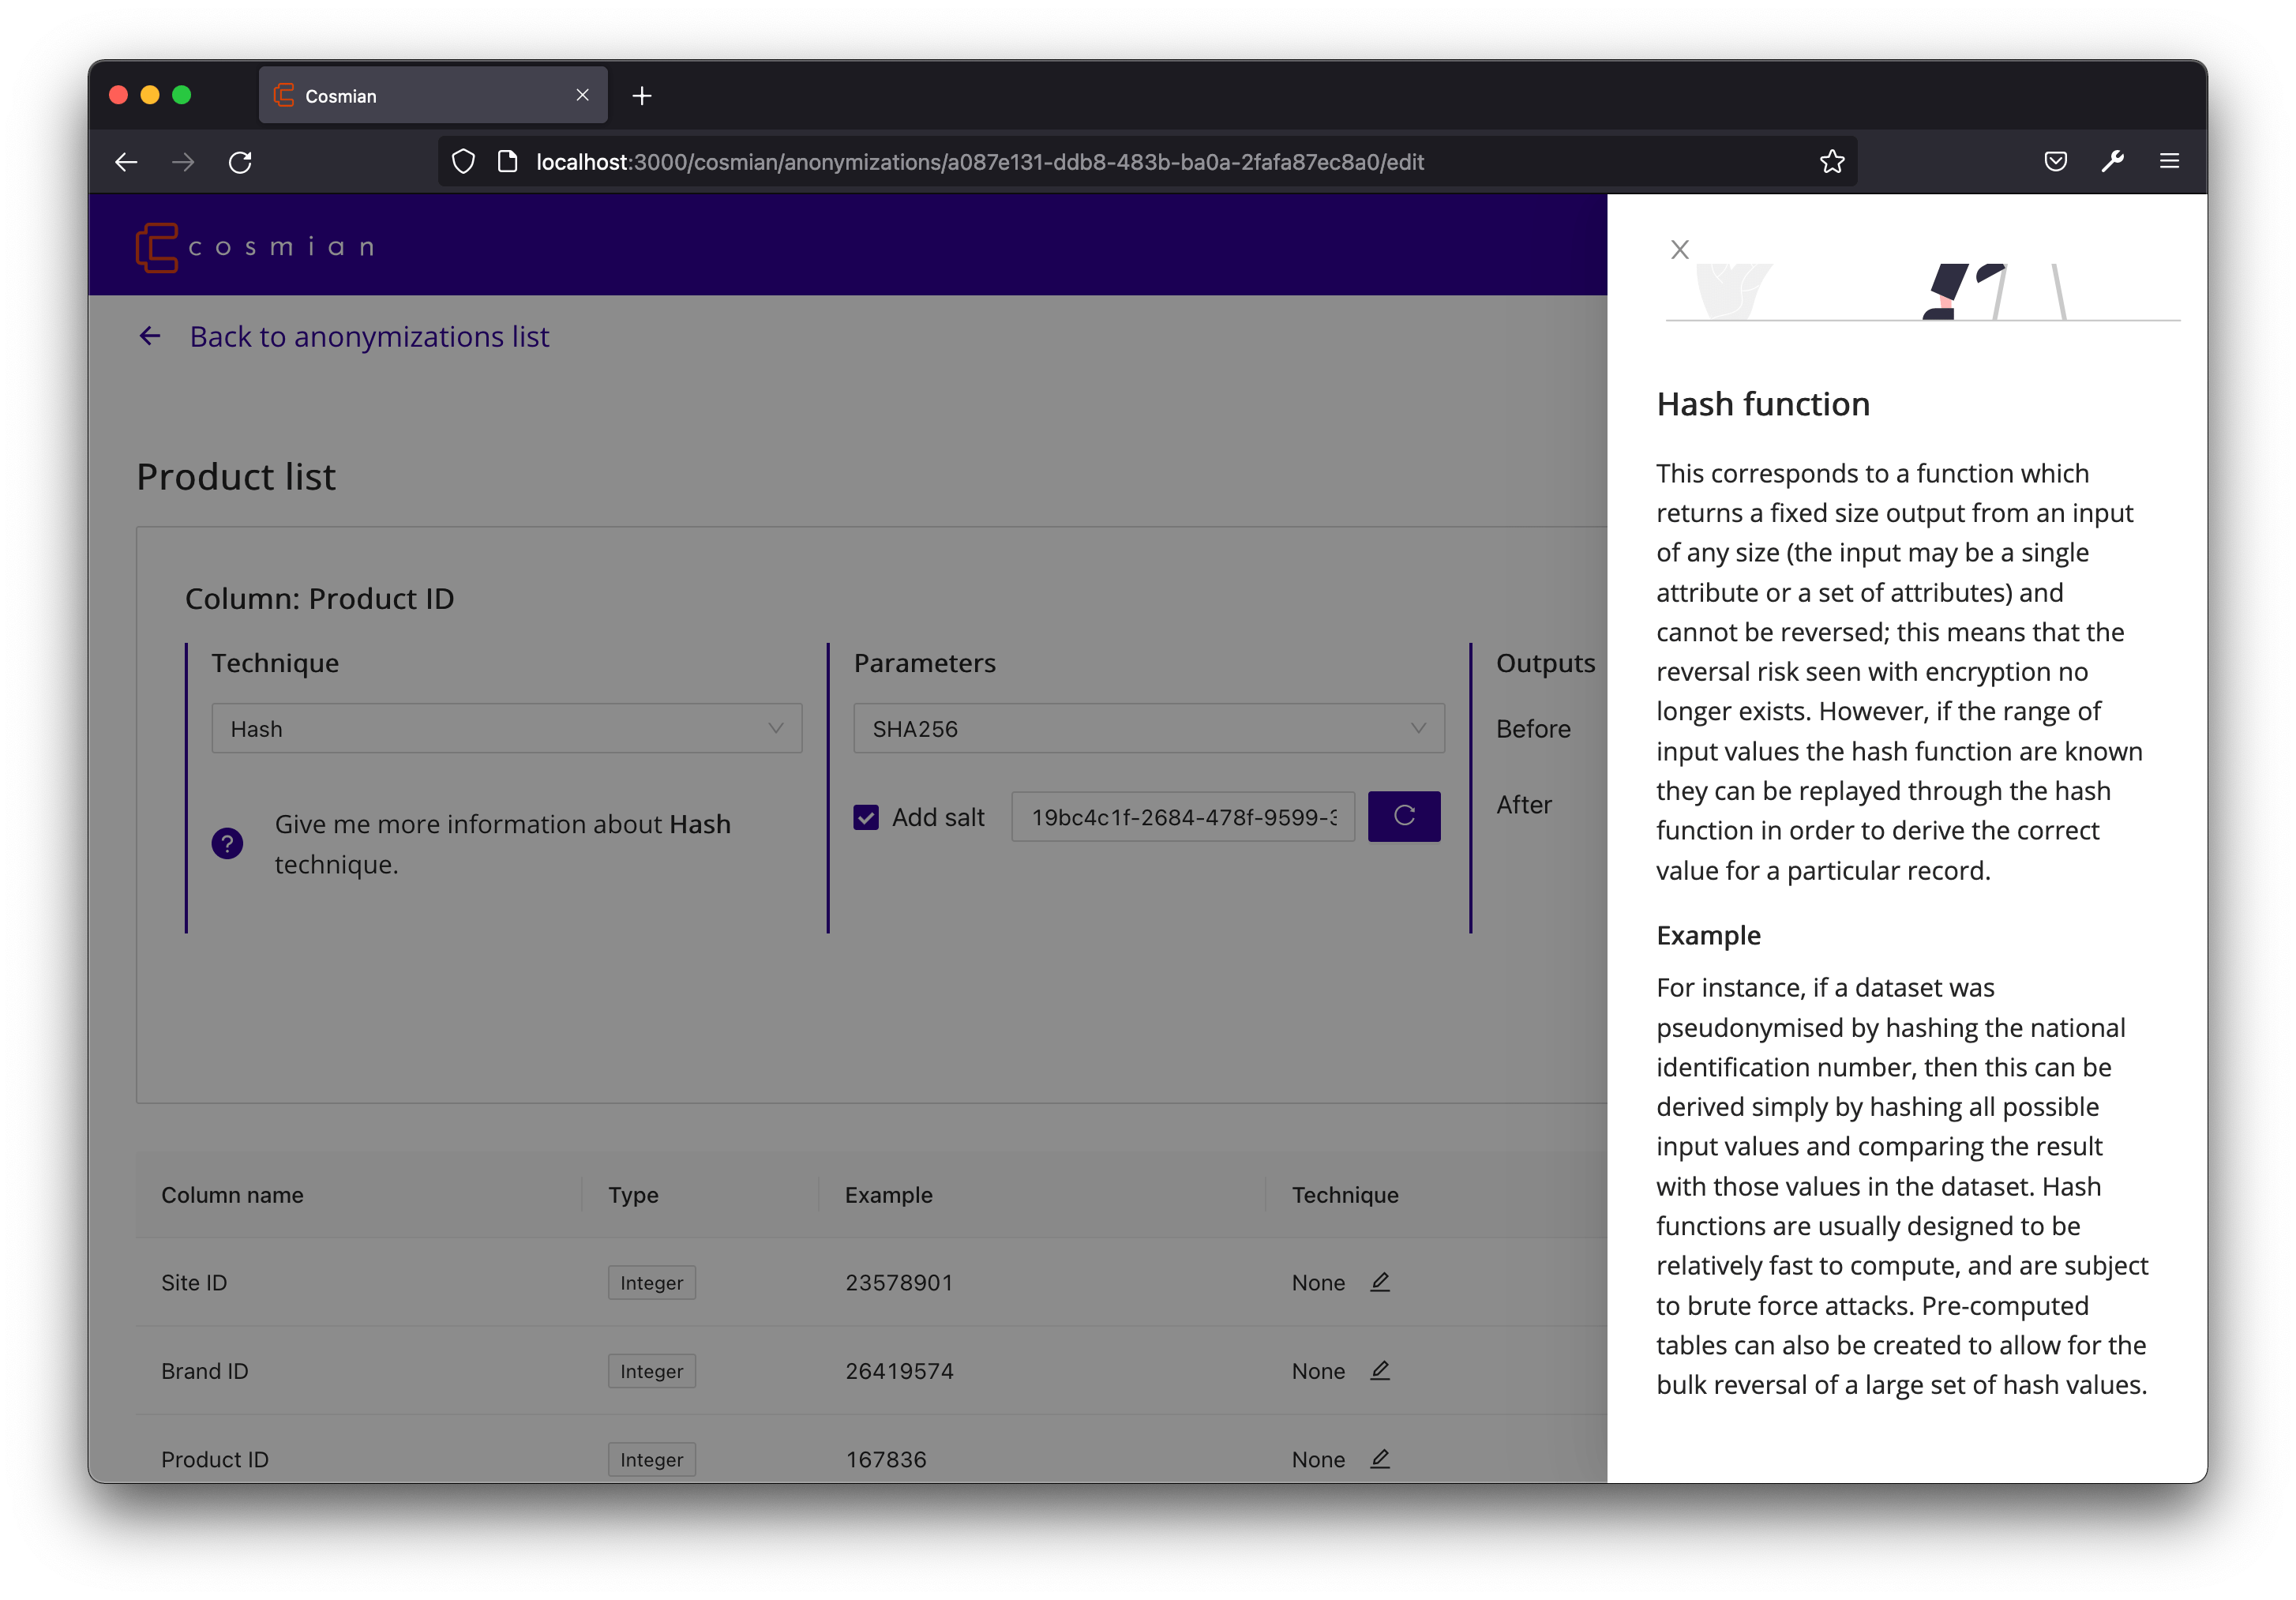 Cosmian
localhost:3000/cosmian/anonymizations/a087e131-ddb8-483b-ba0a-2fafa87ec8a0/edit
cosmian
Back to anonymizations list
Product list
Column: Product ID
Technique
Hash
Give me more information about Hash
technique.
Parameters
SHA256
Add salt
19bc4c1f-2684-478f-9599-
Outputs
Before
After
Column name Type Example Technique
Site ID Integer 23578901 None
Brand ID Integer 26419574 None
Product ID Integer 167836 None
Hash function
This corresponds to a function which
returns a fixed size output from an input
of any size (the input may be a single
attribute or a set of attributes) and
cannot be reversed; this means that the
reversal risk seen with encryption no
longer exists. However, if the range of
input values the hash function are known
they can be replayed through the hash
function in order to derive the correct
value for a particular record.
Example
For instance, if a dataset was
pseudonymised by hashing the national
identification number, then this can be
derived simply by hashing all possible
input values and comparing the result
with those values in the dataset. Hash
functions are usually designed to be
relatively fast to compute, and are subject
to brute force attacks. Pre-computed
tables can also be created to allow for the
bulk reversal of a large set of hash values.